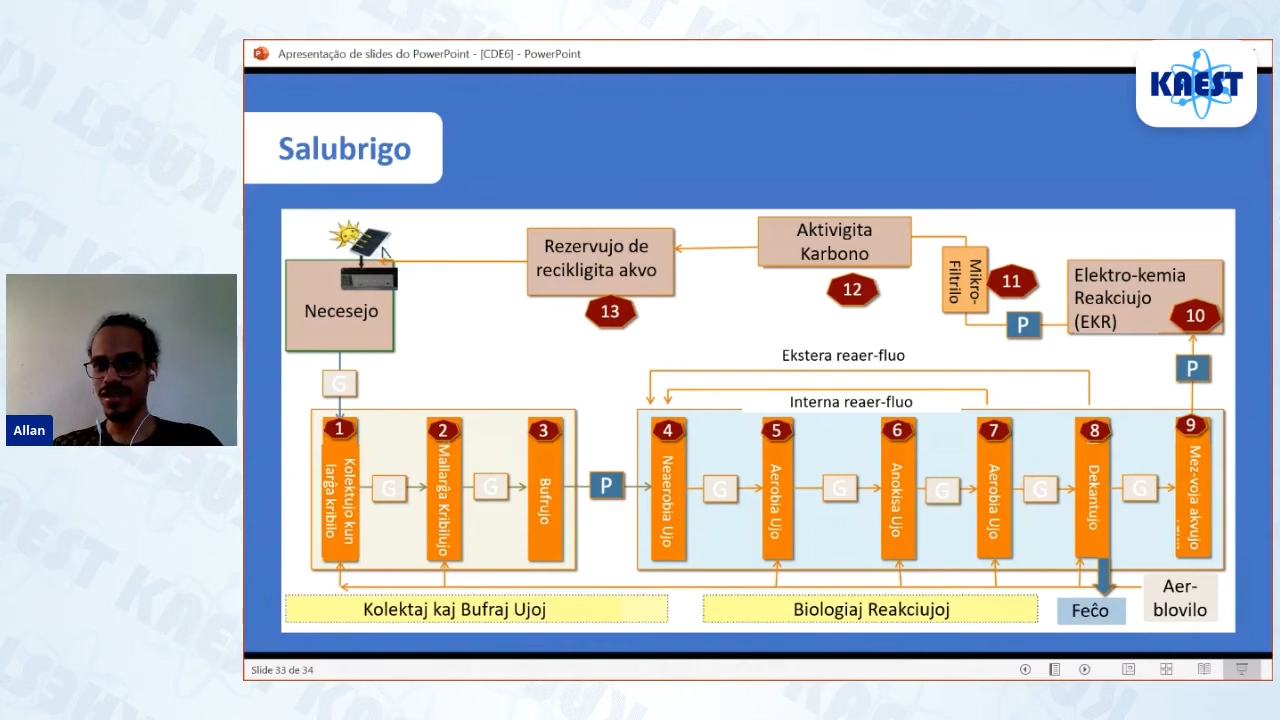 Apresentação de slides do PowerPoint - [CDE6] - PowerPoint
KAEST
Salubrigo
Necesejo
Rezervujo de
recikligita akvo
13
Aktivigita
Karbono
12
Mikro-
Filtrilo
11
Elektro-kemia
Reakciujo
(EKR)
10
P
P
G
Ekstera reaer-fluo
Interna reaer-fluo
1
Kolektujo kun
larĝa kribilo
G
2
Mallarĝa Kribilujo
G
3
Bufrujo
P
4
Neaerobia Ujo
G
5
Aerobia Ujo
G
6
Anokisa Ujo
G
7
Aerobia Ujo
G
8
Dekantujo
G
9
Mez-voja akvujo
Kolektaj kaj Bufraj Ujoj
Biologiaj Reakciujoj
Feĉo
Aer-
blovilo
Allan
Slide 33 de 34